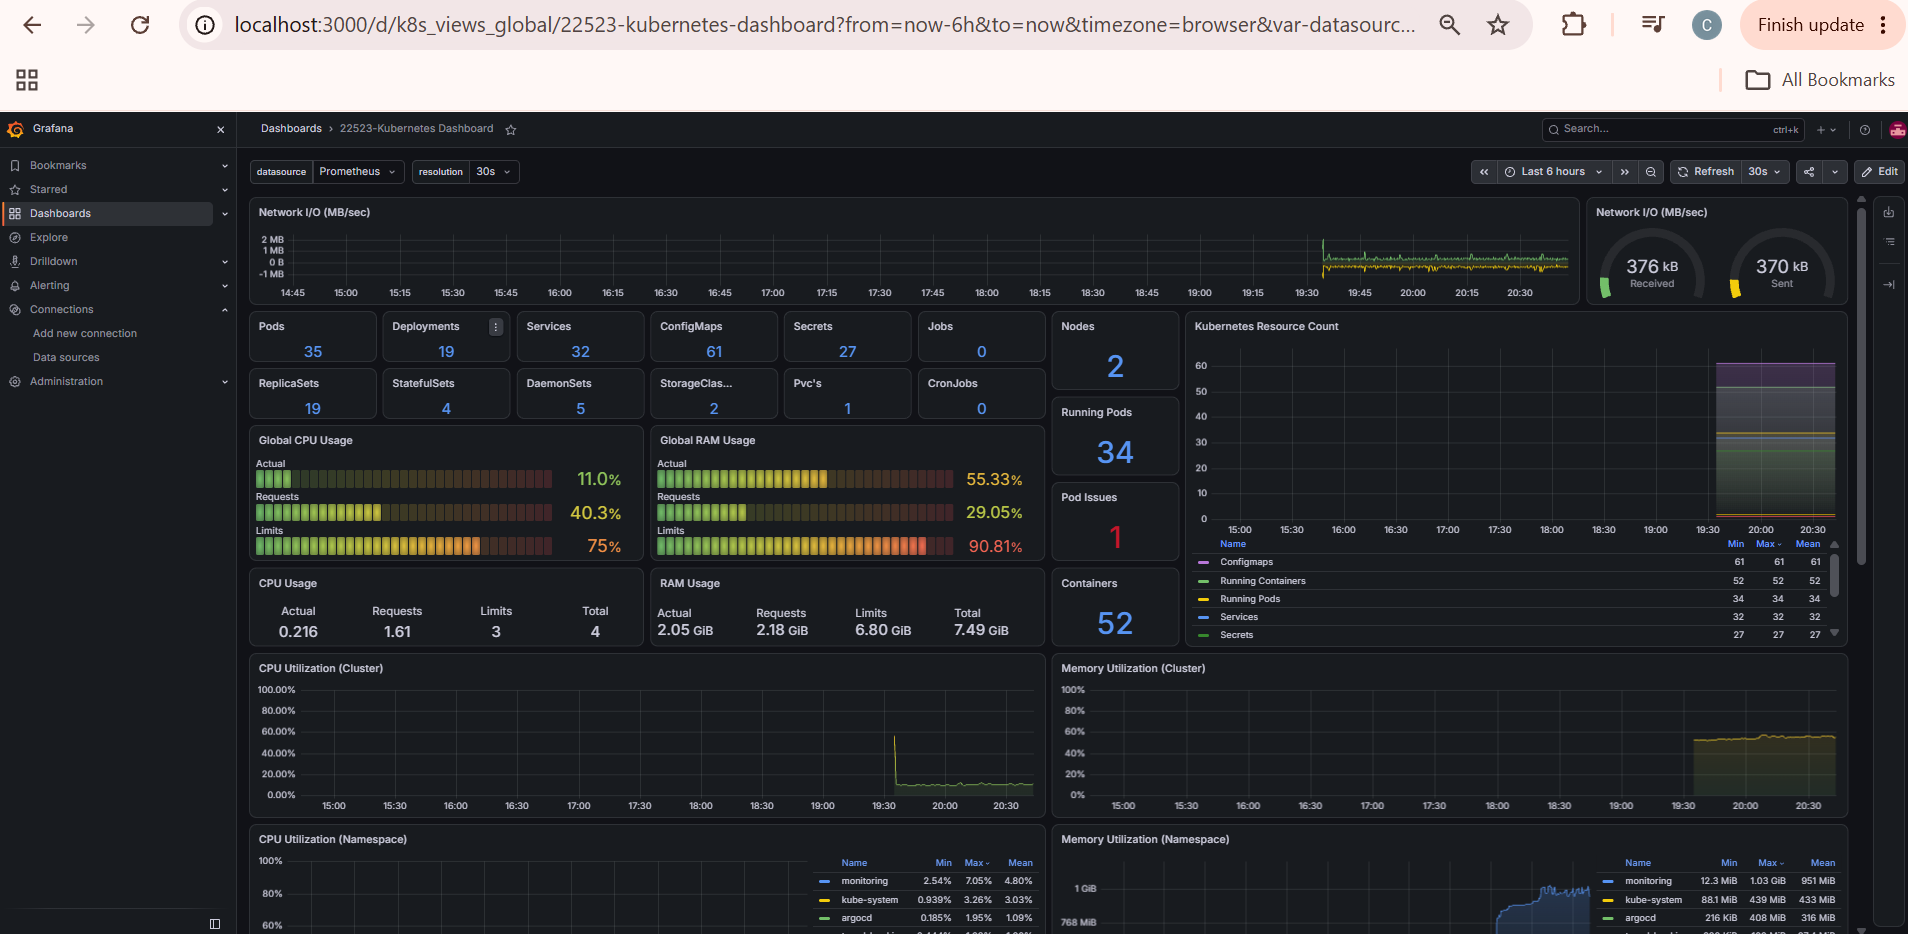 localhost:3000/d/k8s_views_global/22523-kubernetes-dashboard?from=now-6h&to=now&timezone=browser&var-datasourc...
C
Finish update
All Bookmarks
Grafana
Dashboards › 22523-Kubernetes Dashboard
Search...
ctrl+k
Bookmarks
Starred
Dashboards
Explore
Drilldown
Alerting
Connections
Add new connection
Data sources
Administration
datasource Prometheus
resolution 30s
Last 6 hours
Refresh 30s
Edit
Network I/O (MB/sec)
2 MB
1 MB
0 B
-1 MB
14:45 15:00 15:15 15:30 15:45 16:00 16:15 16:30 16:45 17:00 17:15 17:30 17:45 18:00 18:15 18:30 18:45 19:00 19:15 19:30 19:45 20:00 20:15 20:30
Network I/O (MB/sec)
376 kB
Received
370 kB
Sent
Pods
35
Deployments
19
Services
32
ConfigMaps
61
Secrets
27
Jobs
0
ReplicaSets
19
StatefulSets
4
DaemonSets
5
StorageClas...
2
Pvc's
1
CronJobs
0
Nodes
2
Running Pods
34
Pod Issues
1
Containers
52
Kubernetes Resource Count
60
50
40
30
20
10
0
15:00 15:30 16:00 16:30 17:00 17:30 18:00 18:30 19:00 19:30 20:00 20:30
Name Min Max Mean
Configmaps 61 61 61
Running Containers 52 52 52
Running Pods 34 34 34
Services 32 32 32
Secrets 27 27 27
Global CPU Usage
Actual
11.0%
Requests
40.3%
Limits
75%
Global RAM Usage
Actual
55.33%
Requests
29.05%
Limits
90.81%
CPU Usage
Actual Requests Limits Total
0.216 1.61 3 4
RAM Usage
Actual Requests Limits Total
2.05 GiB 2.18 GiB 6.80 GiB 7.49 GiB
CPU Utilization (Cluster)
100.00%
80.00%
60.00%
40.00%
20.00%
0.00%
15:00 15:30 16:00 16:30 17:00 17:30 18:00 18:30 19:00 19:30 20:00 20:30
Memory Utilization (Cluster)
100%
80%
60%
40%
20%
0%
15:00 15:30 16:00 16:30 17:00 17:30 18:00 18:30 19:00 19:30 20:00 20:30
CPU Utilization (Namespace)
100%
80%
60%
Name Min Max Mean
monitoring 2.54% 7.05% 4.80%
kube-system 0.939% 3.26% 3.03%
argocd 0.185% 1.95% 1.09%
Memory Utilization (Namespace)
1 GiB
768 MiB
Name Min Max Mean
monitoring 12.3 MiB 1.03 GiB 951 MiB
kube-system 88.1 MiB 439 MiB 433 MiB
argocd 216 KiB 408 MiB 316 MiB